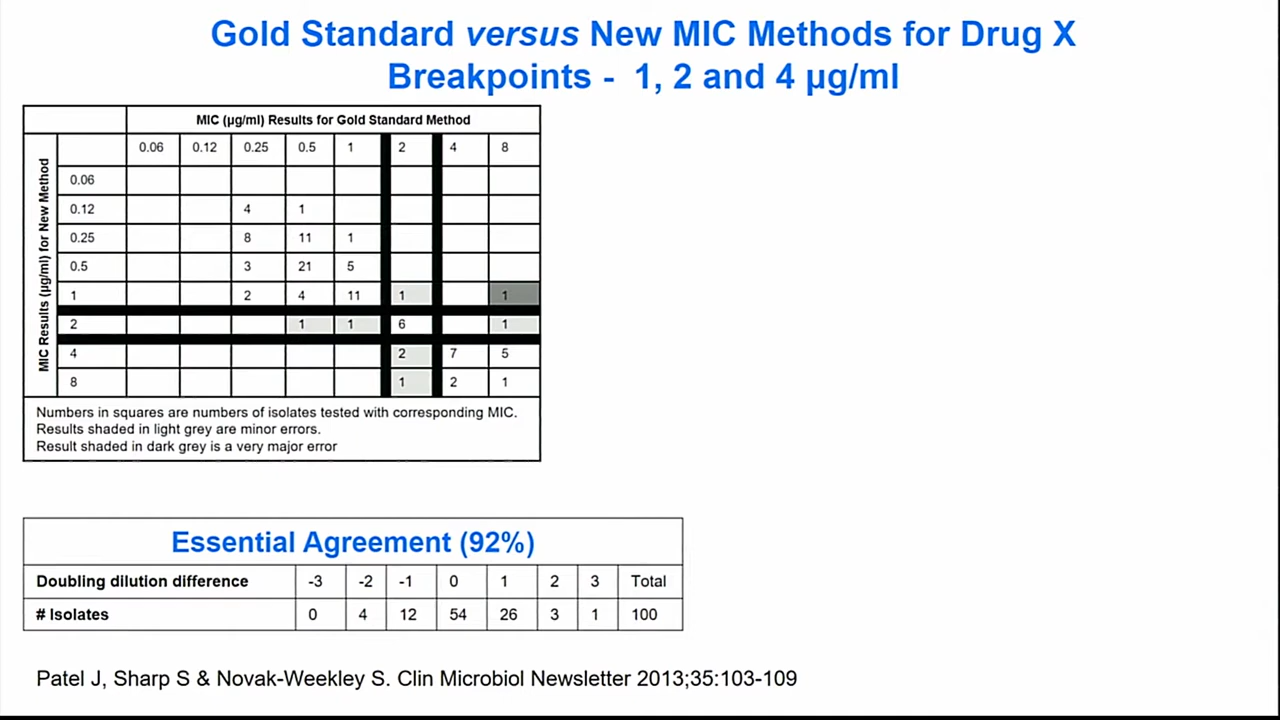 Gold Standard versus New MIC Methods for Drug X
Breakpoints - 1, 2 and 4 µg/ml
MIC (µg/ml) Results for Gold Standard Method
MIC Results (µg/ml) for New Method
0.06 0.12 0.25 0.5 1 2 4 8
0.06
0.12 4 1
0.25 8 11 1
0.5 3 21 5
1 2 4 11 1 1
2 1 1 6 1
4 2 7 5
8 1 2 1
Numbers in squares are numbers of isolates tested with corresponding MIC.
Results shaded in light grey are minor errors.
Result shaded in dark grey is a very major error
Essential Agreement (92%)
Doubling dilution difference -3 -2 -1 0 1 2 3 Total
# Isolates 0 4 12 54 26 3 1 100
Patel J, Sharp S & Novak-Weekley S. Clin Microbiol Newsletter 2013;35:103-109